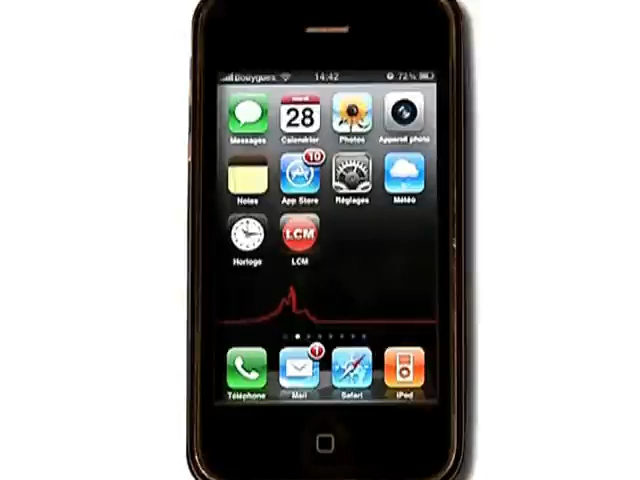 Bouygues 14:42 72%
28
Messages Calendrier Photos Appareil photo
10
Notes App Store Réglages Météo
LCM
Horloge LCM
1
Téléphone Mail Safari iPod